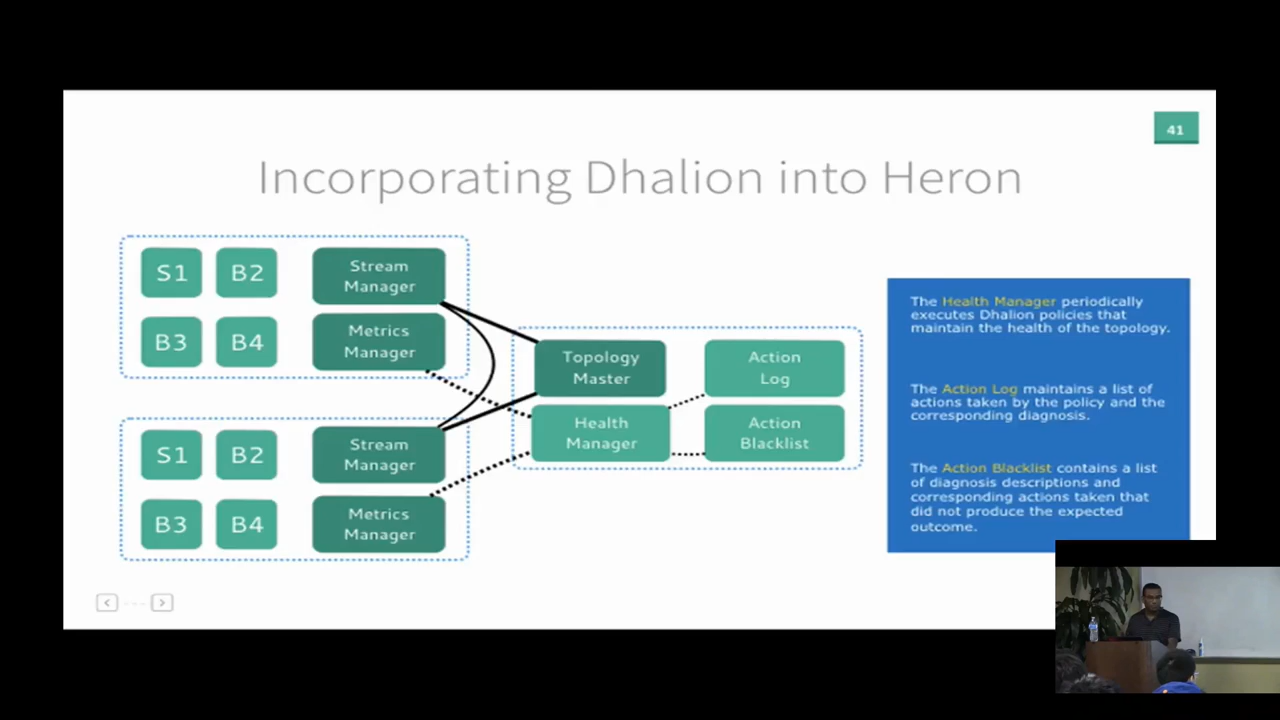 41
Incorporating Dhalion into Heron
S1 B2
Stream
Manager
B3 B4
Metrics
Manager
S1 B2
Stream
Manager
B3 B4
Metrics
Manager
Topology
Master
Action
Log
Health
Manager
Action
Blacklist
The Health Manager periodically
executes Dhalion policies that
maintain the health of the topology.
The Action Log maintains a list of
actions taken by the policy and the
corresponding diagnosis.
The Action Blacklist contains a list
of diagnosis descriptions and
corresponding actions taken that
did not produce the expected
outcome.